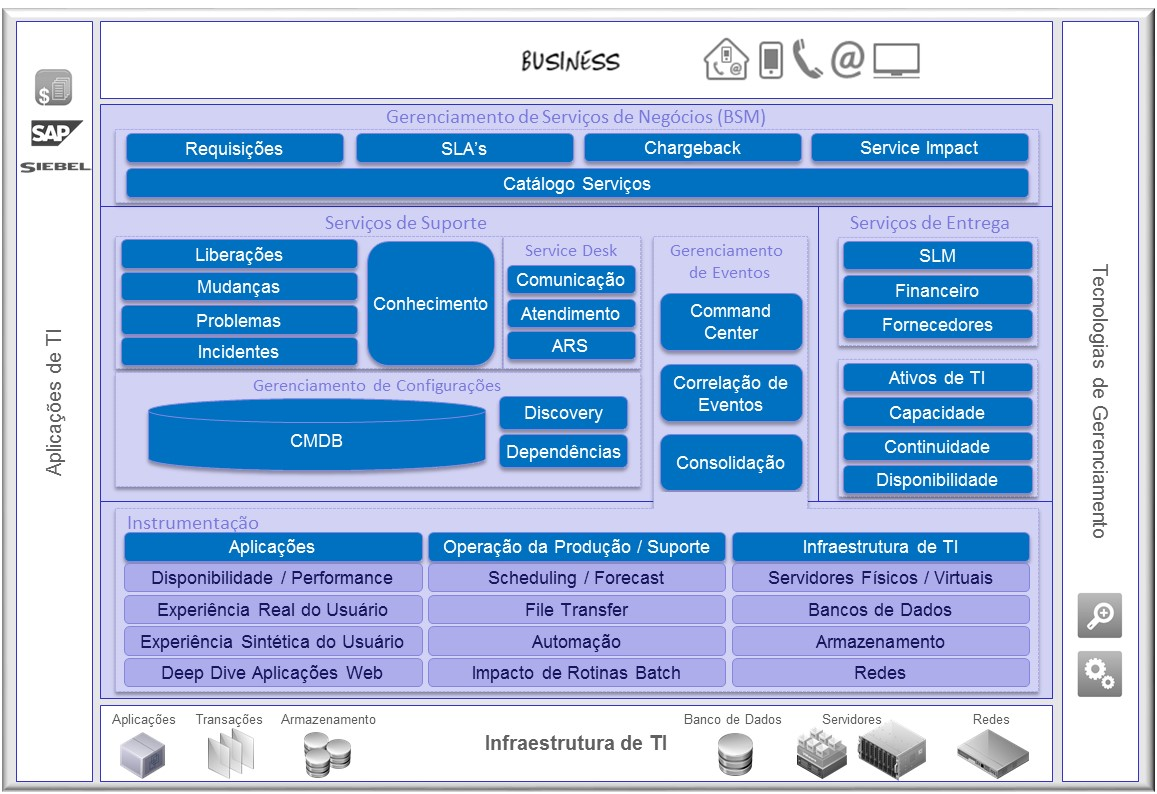 BUSINESS
$
SAP
SIEBEL
Aplicações de TI
Gerenciamento de Serviços de Negócios (BSM)
Requisições
SLA's
Chargeback
Service Impact
Catálogo Serviços
Serviços de Suporte
Liberações
Mudanças
Problemas
Incidentes
Conhecimento
Service Desk
Comunicação
Atendimento
ARS
Gerenciamento de Configurações
CMDB
Discovery
Dependências
Gerenciamento
de Eventos
Command
Center
Correlação de
Eventos
Consolidação
Serviços de Entrega
SLM
Financeiro
Fornecedores
Ativos de TI
Capacidade
Continuidade
Disponibilidade
Instrumentação
Aplicações
Disponibilidade / Performance
Experiência Real do Usuário
Experiência Sintética do Usuário
Deep Dive Aplicações Web
Operação da Produção / Suporte
Scheduling / Forecast
File Transfer
Automação
Impacto de Rotinas Batch
Infraestrutura de TI
Servidores Físicos / Virtuais
Bancos de Dados
Armazenamento
Redes
Tecnologias de Gerenciamento
Aplicações
Transações
Armazenamento
Infraestrutura de TI
Banco de Dados
Servidores
Redes